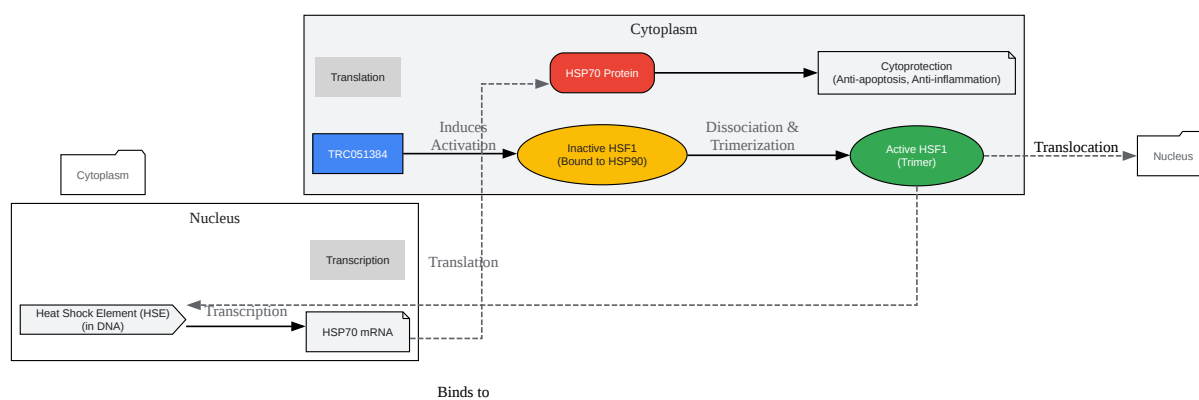 Cytoplasm
Translation
HSP70 Protein
Cytoprotection
(Anti-apoptosis, Anti-inflammation)
TRC051384
Induces
Activation
Inactive HSF1
(Bound to HSP90)
Dissociation &
Trimerization
Active HSF1
(Trimer)
Translocation
Nucleus
Cytoplasm
Nucleus
Transcription
Translation
Heat Shock Element (HSE)
(in DNA)
Transcription
HSP70 mRNA
Binds to